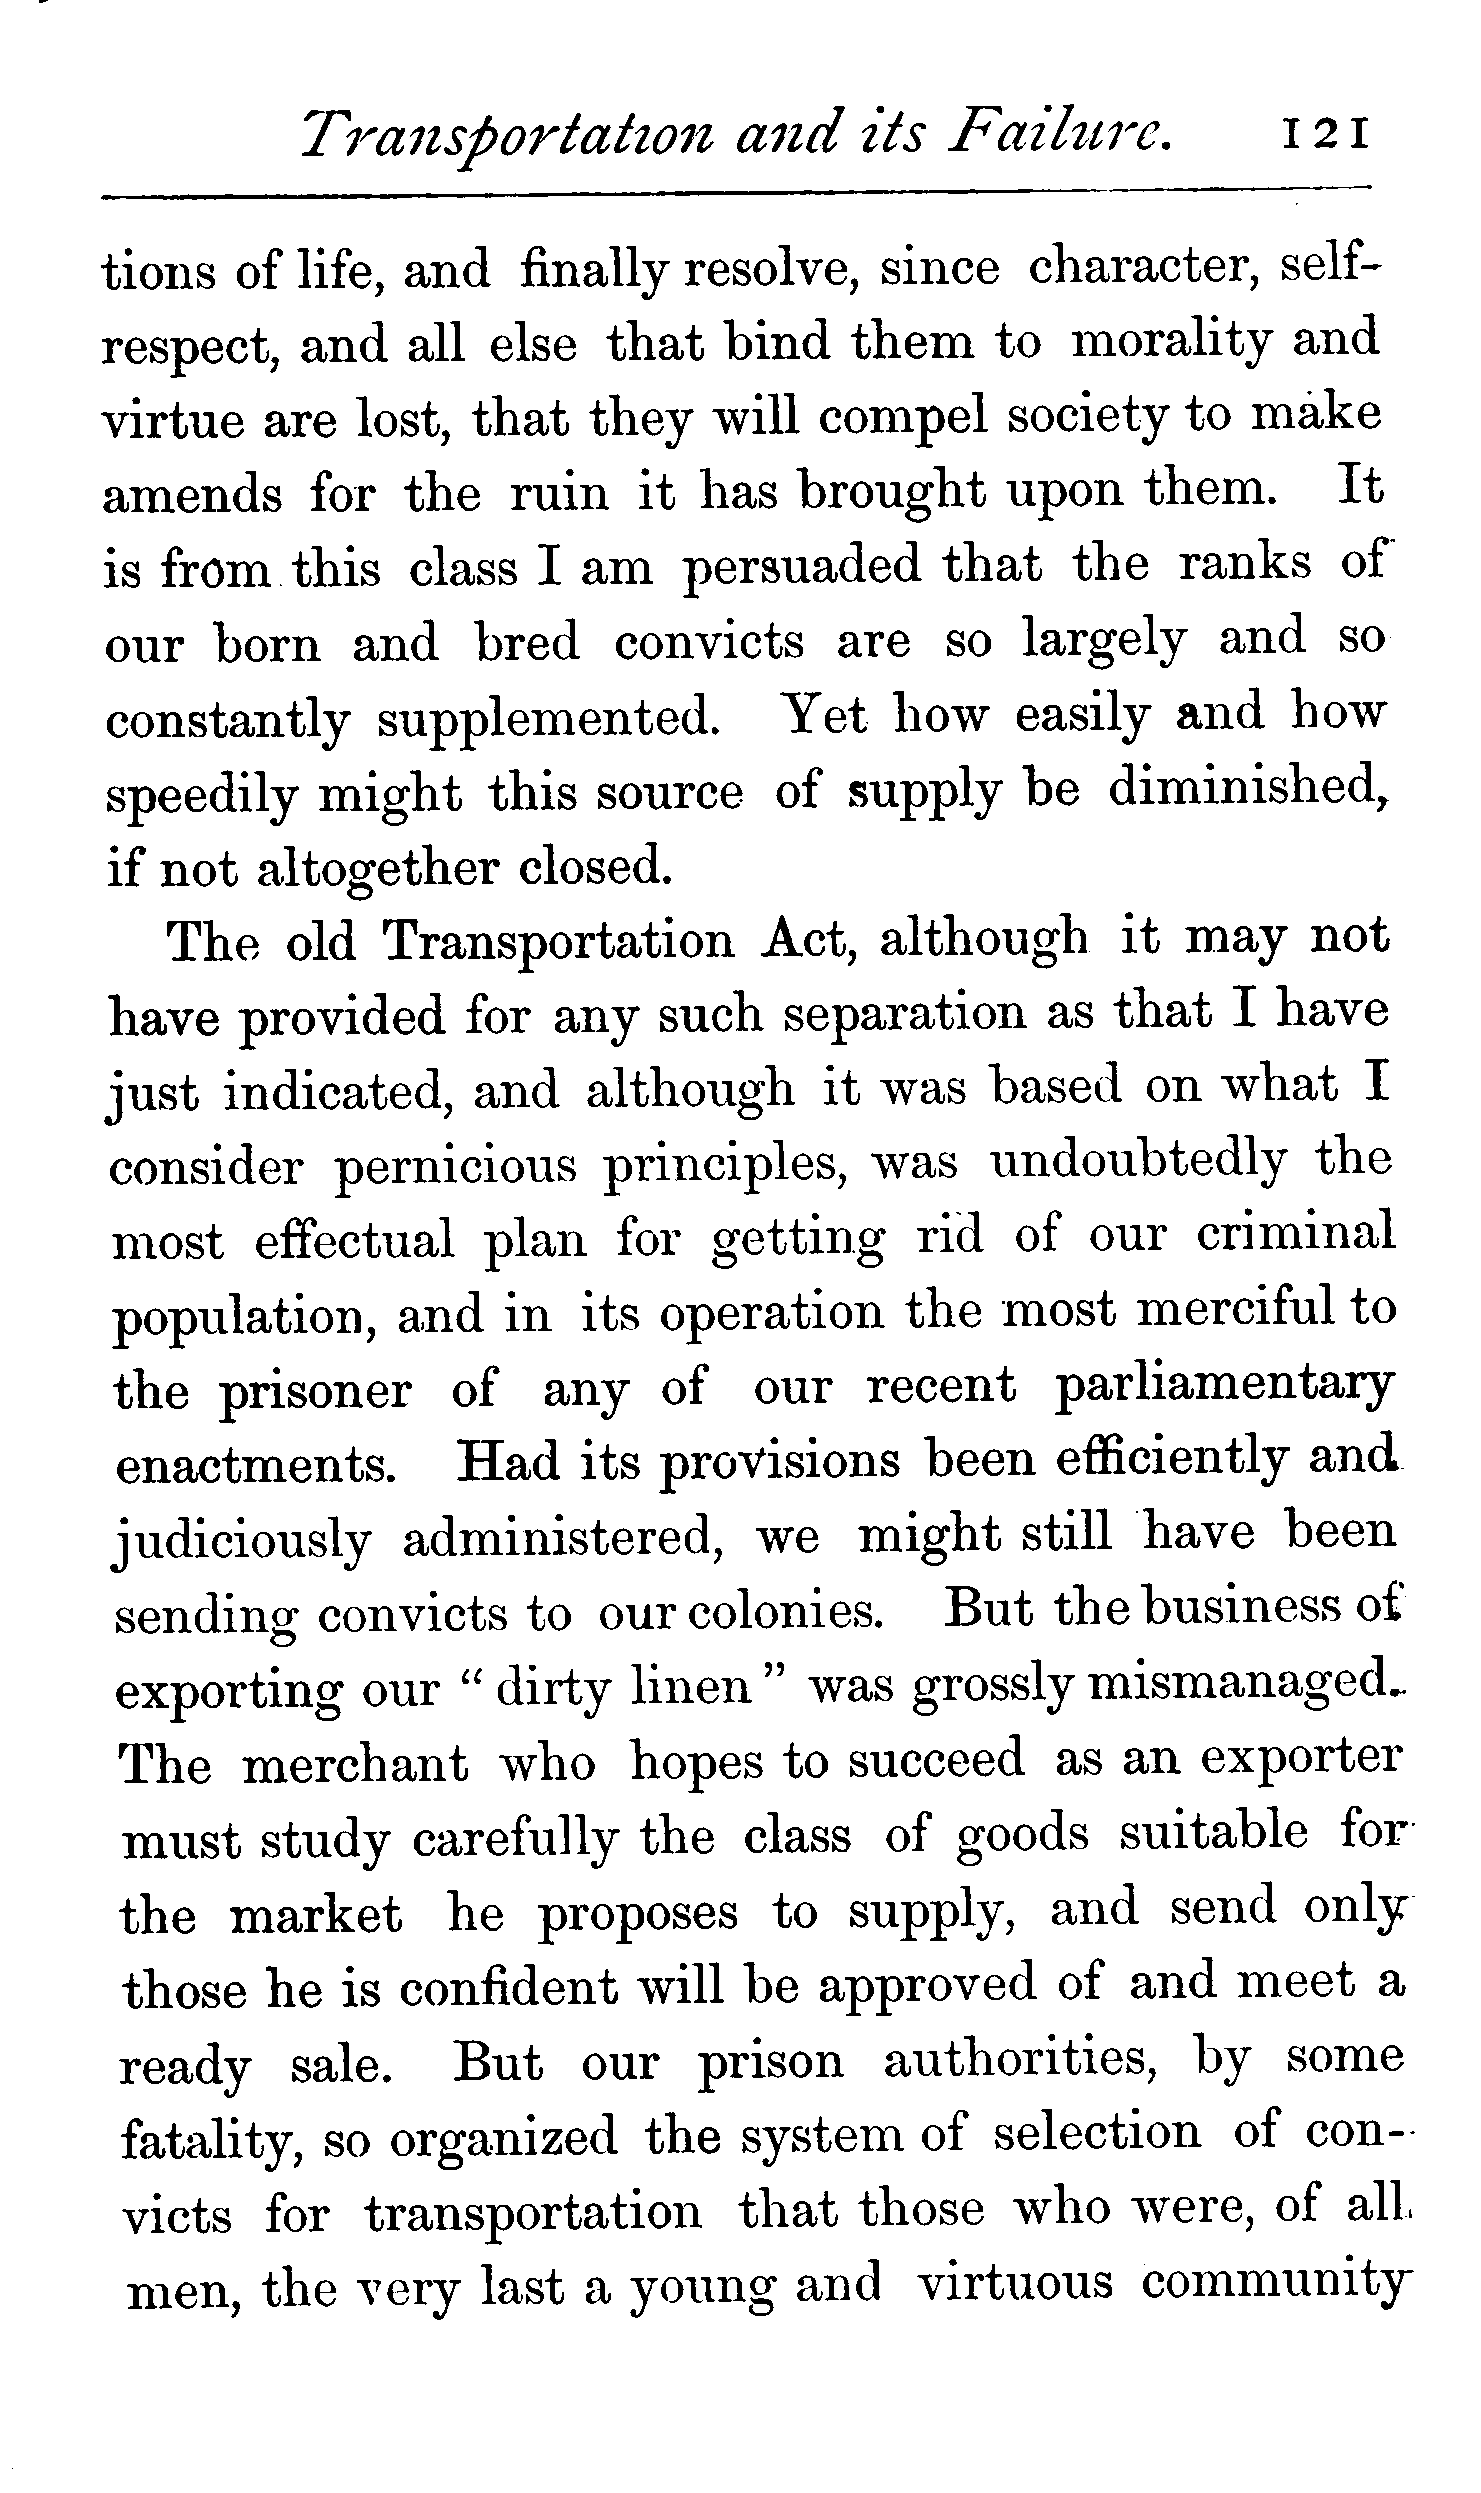 Transportation and its Failure. 121
tions of life, and finally resolve, since character, self-
respect, and all else that bind them to morality and
virtue are lost, that they will compel society to make
amends for the ruin it has brought upon them. It
is from this class I am persuaded that the ranks of
our born and bred convicts are so largely and so
constantly supplemented. Yet how easily and how
speedily might this source of supply be diminished,
if not altogether closed.
The old Transportation Act, although it may not
have provided for any such separation as that I have
just indicated, and although it was based on what I
consider pernicious principles, was undoubtedly the
most effectual plan for getting rid of our criminal
population, and in its operation the most merciful to
the prisoner of any of our recent parliamentary
enactments. Had its provisions been efficiently and
judiciously administered, we might still have been
sending convicts to our colonies. But the business of
exporting our " dirty linen " was grossly mismanaged.
The merchant who hopes to succeed as an exporter
must study carefully the class of goods suitable for
the market he proposes to supply, and send only
those he is confident will be approved of and meet a
ready sale. But our prison authorities, by some
fatality, so organized the system of selection of con-
victs for transportation that those who were, of all
men, the very last a young and virtuous community